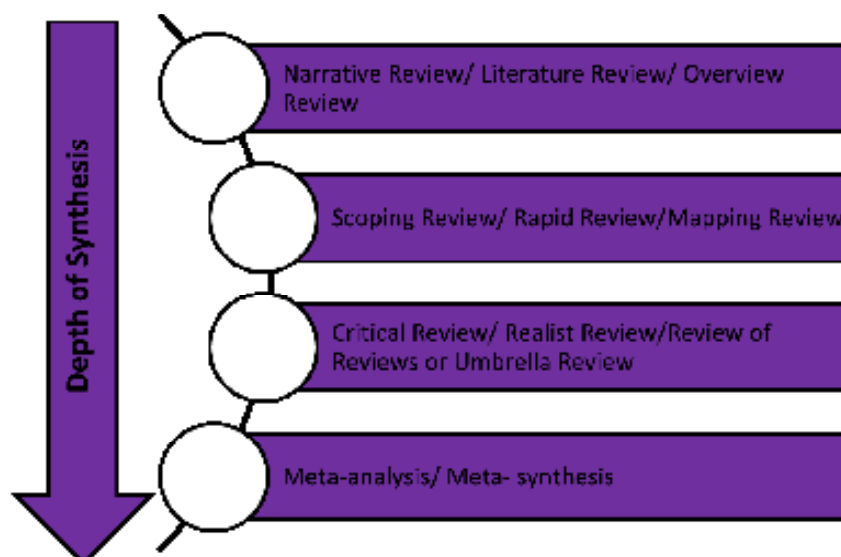 Depth of Synthesis
Narrative Review/ Literature Review/ Overview
Review
Scoping Review/ Rapid Review/Mapping Review
Critical Review/ Realist Review/Review of
Reviews or Umbrella Review
Meta-analysis/ Meta- synthesis